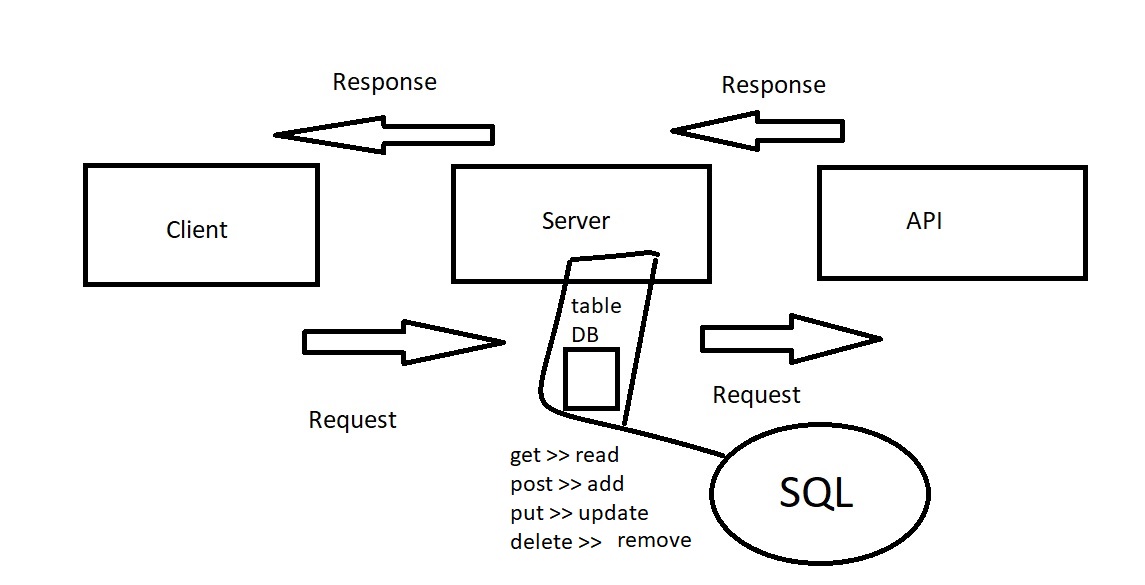 Response
Response
Client
Server
API
table
DB
Request
Request
get >> read
post >> add
put >> update
delete >> remove
SQL